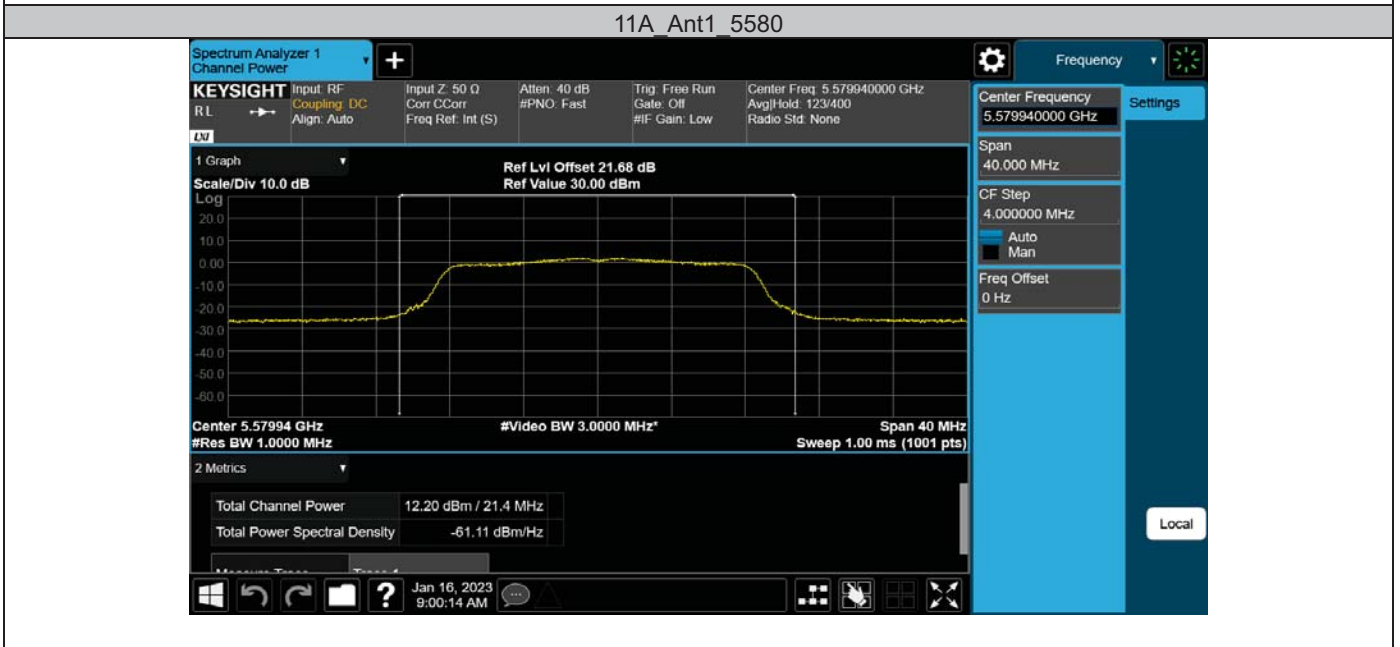 11A_Ant1_5580
Spectrum Analyzer 1
Channel Power
+
Frequency
KEYSIGHT
RL
LXI
Input: RF
Coupling: DC
Align: Auto
Input Z: 50 Ω
Corr CCorr
Freq Ref: Int (S)
Atten: 40 dB
#PNO: Fast
Trig: Free Run
Gate: Off
#IF Gain: Low
Center Freq: 5.579940000 GHz
Avg|Hold: 123/400
Radio Std: None
Center Frequency
5.579940000 GHz
Settings
Span
40.000 MHz
CF Step
4.000000 MHz
Auto
Man
Freq Offset
0 Hz
Local
1 Graph
Scale/Div 10.0 dB
Ref Lvl Offset 21.68 dB
Ref Value 30.00 dBm
Log
20.0
10.0
0.00
-10.0
-20.0
-30.0
-40.0
-50.0
-60.0
Center 5.57994 GHz
#Video BW 3.0000 MHz*
Span 40 MHz
#Res BW 1.0000 MHz
Sweep 1.00 ms (1001 pts)
2 Metrics
Total Channel Power 12.20 dBm / 21.4 MHz
Total Power Spectral Density -61.11 dBm/Hz
?
Jan 16, 2023
9:00:14 AM